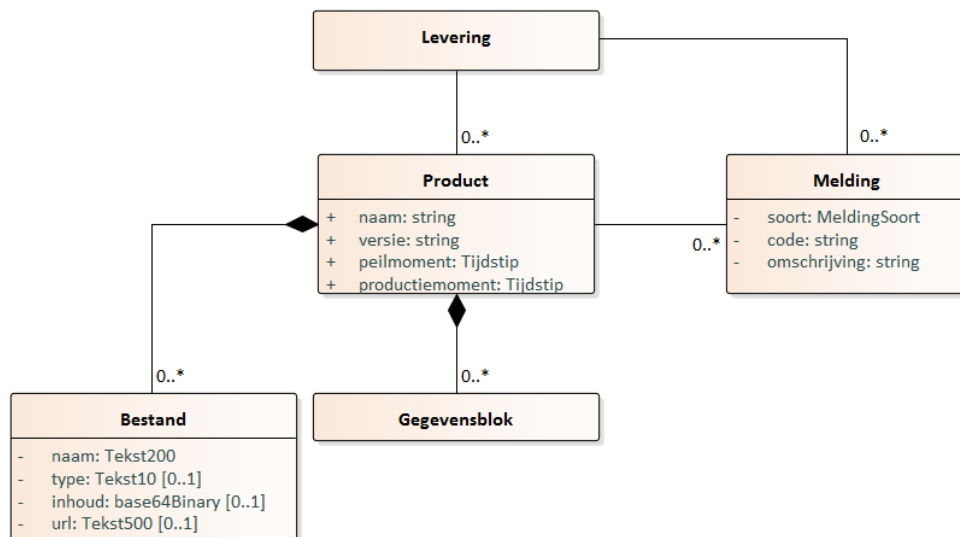 Levering
0..*
0..*
Product
+ naam: string
+ versie: string
+ peilmoment: Tijdstip
+ productiemoment: Tijdstip
Melding
- soort: MeldingSoort
- code: string
- omschrijving: string
0..*
0..*
0..*
Bestand
- naam: Tekst200
- type: Tekst10 [0..1]
- inhoud: base64Binary [0..1]
- url: Tekst500 [0..1]
Gegevensblok